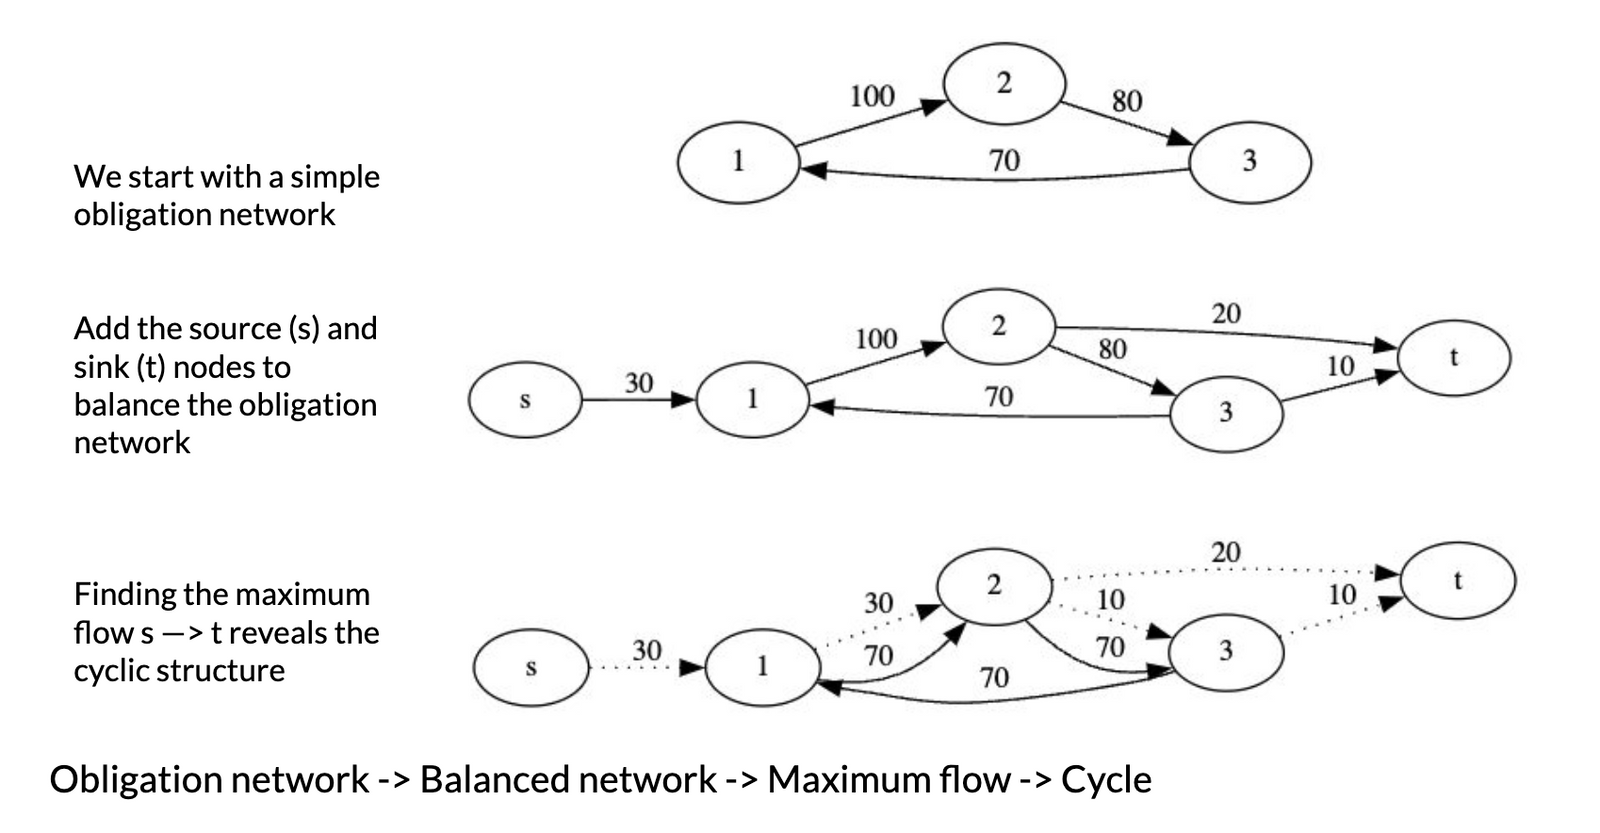 100
2
80
1
70
3
We start with a simple
obligation network
Add the source (s) and
sink (t) nodes to
balance the obligation
network
s
30
1
100
2
80
70
3
20
10
t
Finding the maximum
flow s —> t reveals the
cyclic structure
s
30
1
30
70
2
10
70
70
3
20
10
t
Obligation network -> Balanced network -> Maximum flow -> Cycle